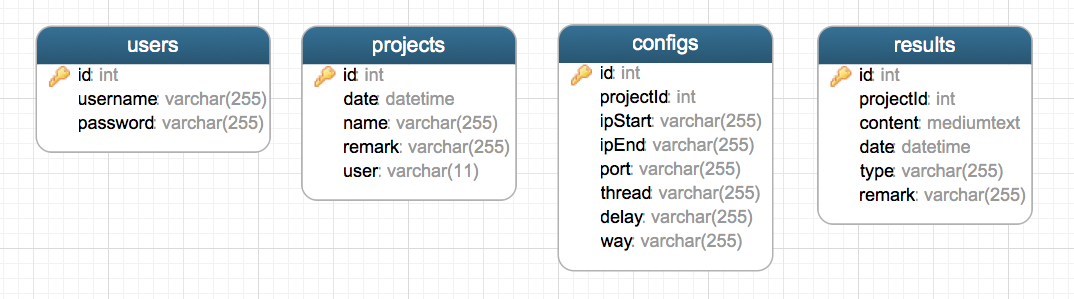 users
id: int
username: varchar(255)
password: varchar(255)
projects
id: int
date: datetime
name: varchar(255)
remark: varchar(255)
user: varchar(11)
configs
id: int
projectId: int
ipStart: varchar(255)
ipEnd: varchar(255)
port: varchar(255)
thread: varchar(255)
delay: varchar(255)
way: varchar(255)
results
id: int
projectId: int
content: mediumtext
date: datetime
type: varchar(255)
remark: varchar(255)